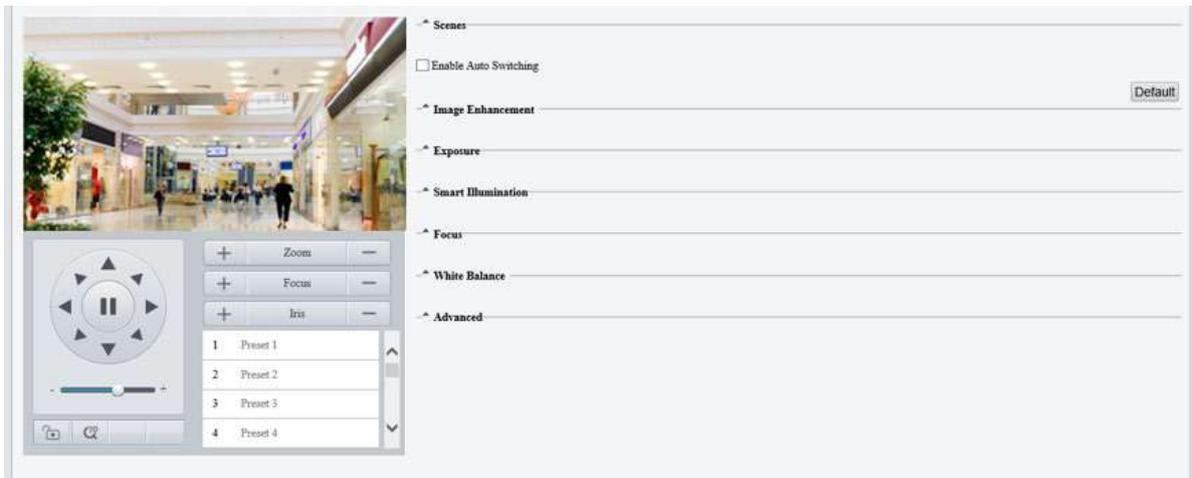 Scenes
Enable Auto Switching
Default
Image Enhancement
Exposure
Smart Illumination
Focus
White Balance
Advanced
+ Zoom —
+ Focus —
+ Iris —
- +
1 Preset 1
2 Preset 2
3 Preset 3
4 Preset 4